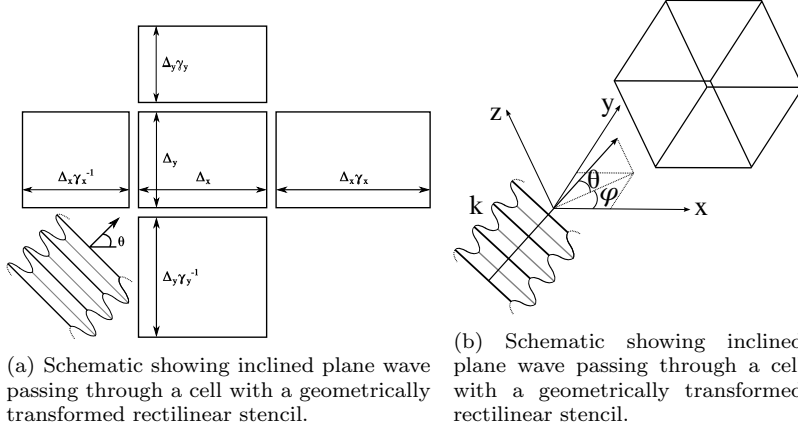 Δyγy
Δxγx-1
Δy
Δx
Δxγx
θ
Δyγy-1
(a) Schematic showing inclined plane wave
passing through a cell with a geometrically
transformed rectilinear stencil.
z
y
θ
φ
k
x
(b) Schematic showing inclined
plane wave passing through a cell
with a geometrically transformed
rectilinear stencil.